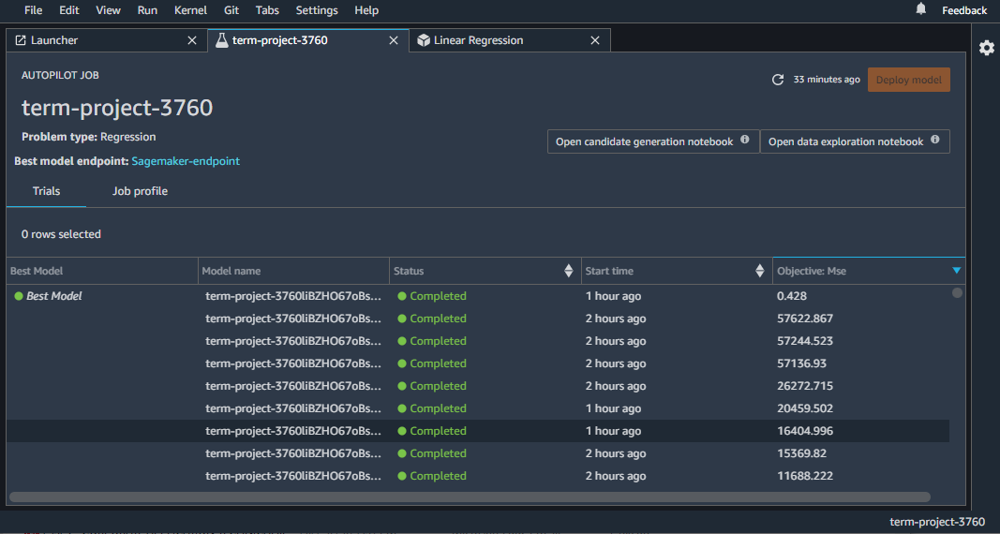 File Edit View Run Kernel Git Tabs Settings Help Feedback
Launcher term-project-3760 Linear Regression
AUTOPILOT JOB
33 minutes ago Deploy model
term-project-3760
Problem type: Regression
Open candidate generation notebook Open data exploration notebook
Best model endpoint: Sagemaker-endpoint
Trials Job profile
0 rows selected
Best Model Model name Status Start time Objective: Mse
Best Model term-project-3760liBZHO67oBs... Completed 1 hour ago 0.428
term-project-3760liBZHO67oBs... Completed 2 hours ago 57622.867
term-project-3760liBZHO67oBs... Completed 2 hours ago 57244.523
term-project-3760liBZHO67oBs... Completed 2 hours ago 57136.93
term-project-3760liBZHO67oBs... Completed 2 hours ago 26272.715
term-project-3760liBZHO67oBs... Completed 1 hour ago 20459.502
term-project-3760liBZHO67oBs... Completed 1 hour ago 16404.996
term-project-3760liBZHO67oBs... Completed 2 hours ago 15369.82
term-project-3760liBZHO67oBs... Completed 2 hours ago 11688.222
term-project-3760